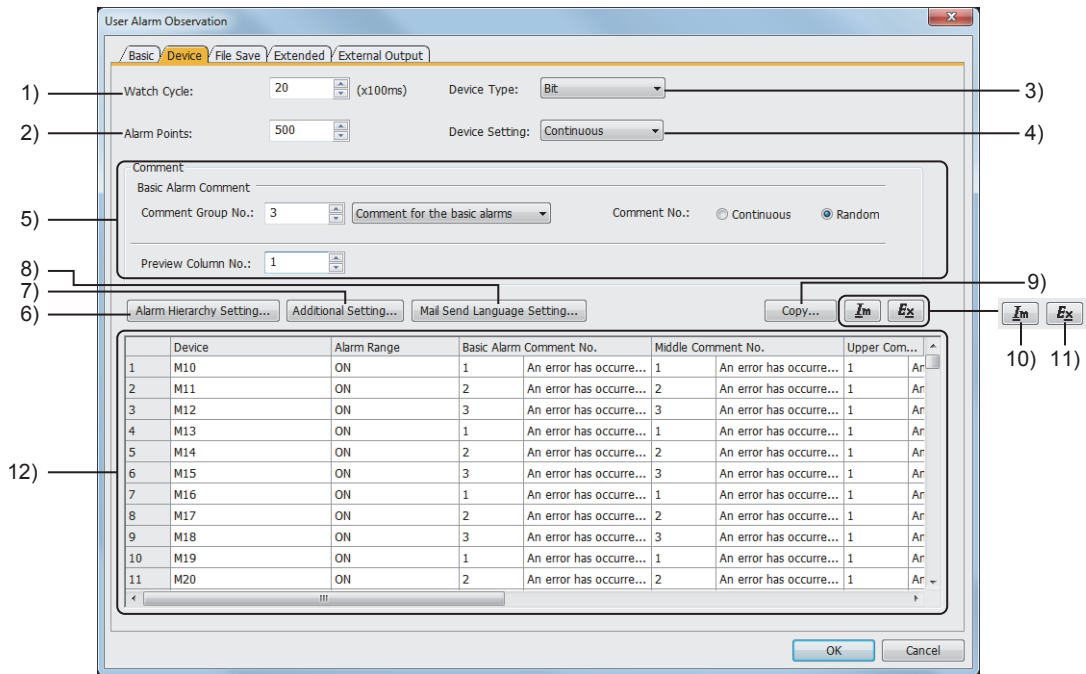 User Alarm Observation
Basic Device File Save Extended External Output
1) Watch Cycle: 20 (x100ms) Device Type: Bit 3)
2) Alarm Points: 500 Device Setting: Continuous 4)
Comment
Basic Alarm Comment
5) Comment Group No.: 3 Comment for the basic alarms Comment No.: Continuous Random
Preview Column No.: 1
8)
7)
9)
6) Alarm Hierarchy Setting... Additional Setting... Mail Send Language Setting... Copy... Im Ex Im Ex
10) 11)
Device Alarm Range Basic Alarm Comment No. Middle Comment No. Upper Com...
1 M10 ON 1 An error has occurre... 1 An error has occurre... 1 An
2 M11 ON 2 An error has occurre... 2 An error has occurre... 1 An
3 M12 ON 3 An error has occurre... 3 An error has occurre... 1 An
4 M13 ON 1 An error has occurre... 1 An error has occurre... 1 An
5 M14 ON 2 An error has occurre... 2 An error has occurre... 1 An
12)
6 M15 ON 3 An error has occurre... 3 An error has occurre... 1 An
7 M16 ON 1 An error has occurre... 1 An error has occurre... 1 An
8 M17 ON 2 An error has occurre... 2 An error has occurre... 1 An
9 M18 ON 3 An error has occurre... 3 An error has occurre... 1 An
10 M19 ON 1 An error has occurre... 1 An error has occurre... 1 An
11 M20 ON 2 An error has occurre... 2 An error has occurre... 1 An
OK Cancel